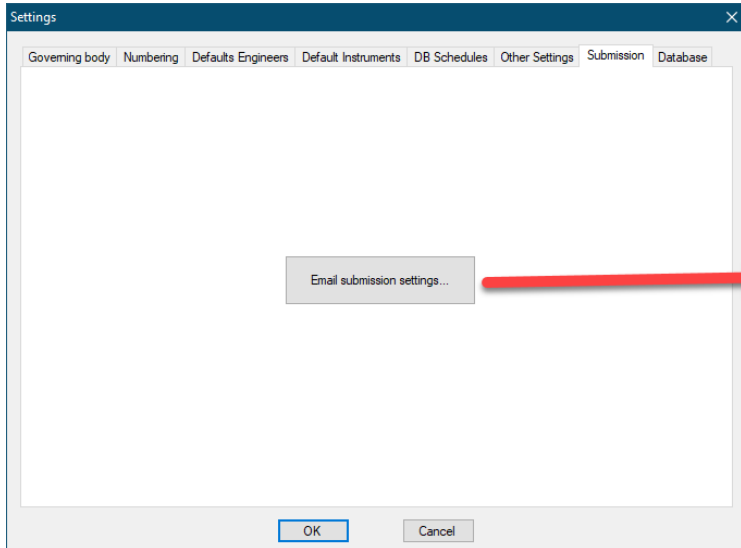 Settings
Governing body Numbering Defaults Engineers Default Instruments DB Schedules Other Settings Submission Database
Email submission settings...
OK Cancel